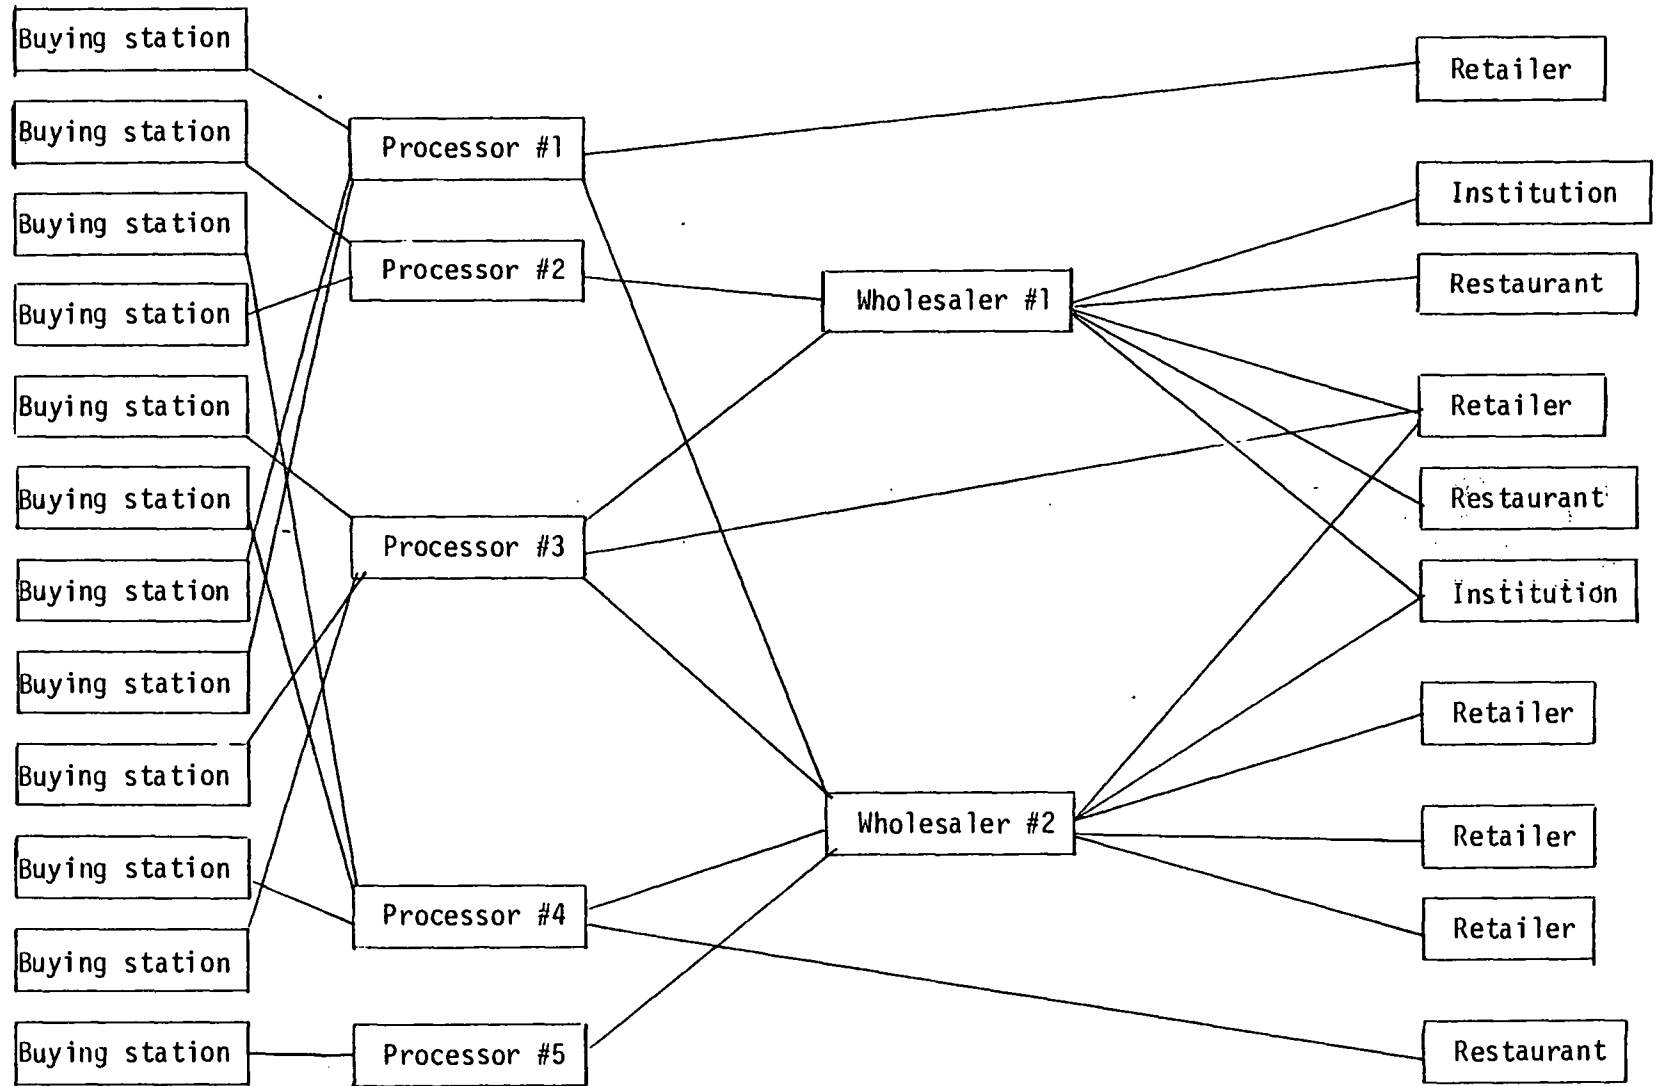 Buying station
Buying station
Buying station
Buying station
Buying station
Buying station
Buying station
Buying station
Buying station
Buying station
Buying station
Buying station
Processor #1
Processor #2
Processor #3
Processor #4
Processor #5
Wholesaler #1
Wholesaler #2
Retailer
Institution
Restaurant
Retailer
Restaurant
Institution
Retailer
Retailer
Retailer
Restaurant